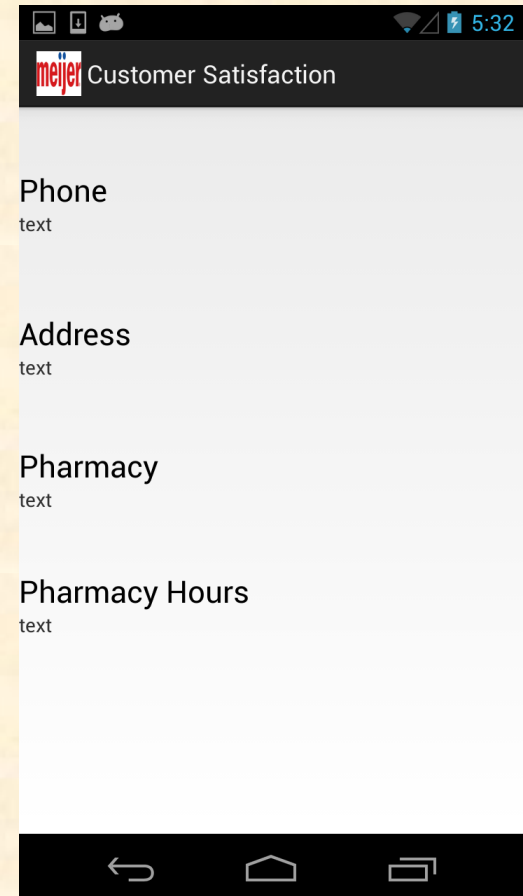 5:32
meijer Customer Satisfaction
Phone
text
Address
text
Pharmacy
text
Pharmacy Hours
text